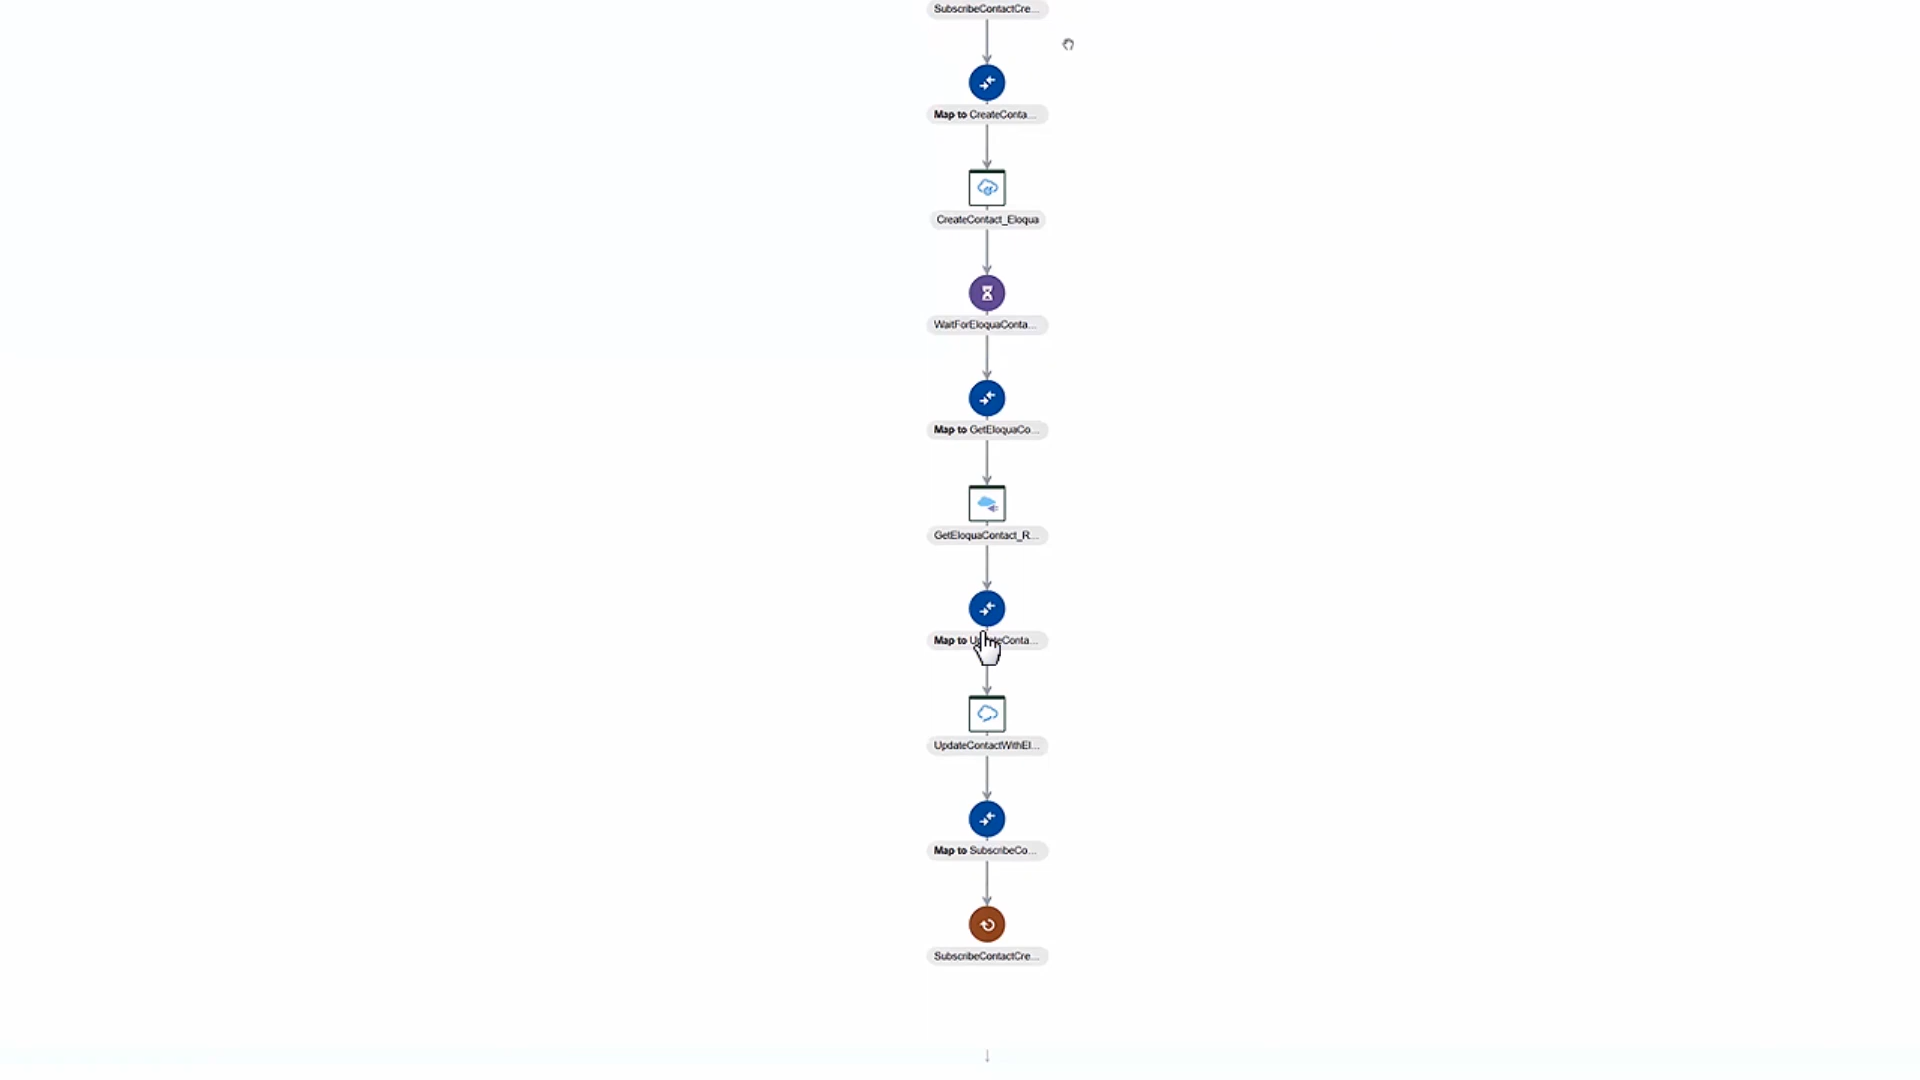 SubscribeContactCre...
Map to CreateConta...
CreateContact_Eloqua
WaitForEloquaConta...
Map to GetEloquaCo...
GetEloquaContact_R...
Map to UpdateConta...
UpdateContactWithEl...
Map to SubscribeCo...
SubscribeContactCre...